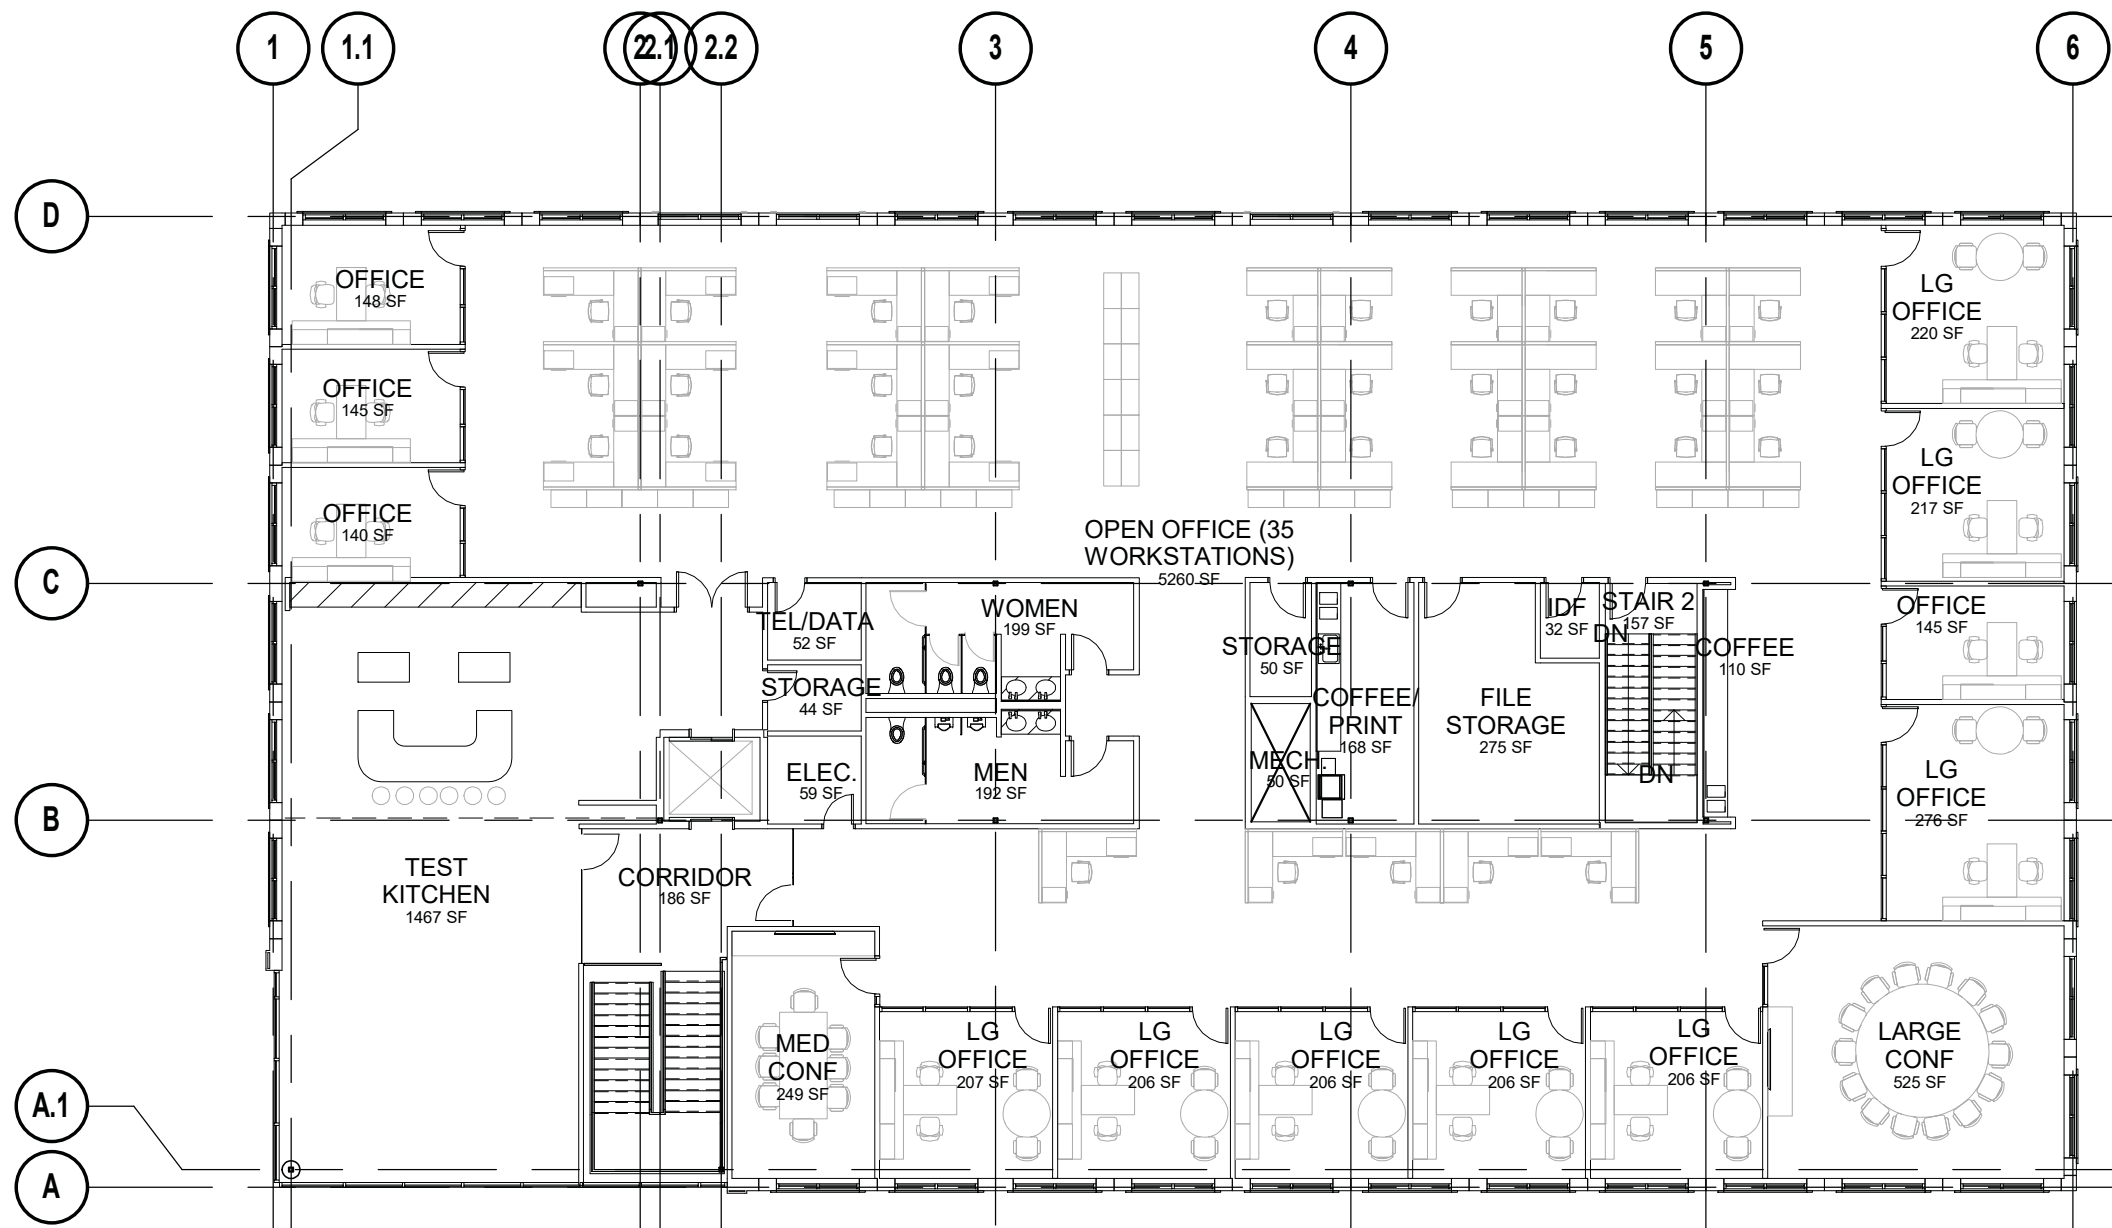 1
1.1
2
2.1
2.2
3
4
5
6
D
OFFICE
148 SF
LG
OFFICE
220 SF
OFFICE
145 SF
LG
OFFICE
217 SF
OFFICE
140 SF
OPEN OFFICE (35
WORKSTATIONS)
5260 SF
C
TEL/DATA
52 SF
WOMEN
199 SF
STORAGE
50 SF
IDF
32 SF
STAIR 2
157 SF
DN
COFFEE
110 SF
OFFICE
145 SF
STORAGE
44 SF
COFFEE/
PRINT
168 SF
FILE
STORAGE
275 SF
ELEC.
59 SF
MEN
192 SF
MECH.
50 SF
DN
LG
OFFICE
276 SF
B
TEST
KITCHEN
1467 SF
CORRIDOR
186 SF
MED
CONF
249 SF
LG
OFFICE
207 SF
LG
OFFICE
206 SF
LG
OFFICE
206 SF
LG
OFFICE
206 SF
LG
OFFICE
206 SF
LARGE
CONF
525 SF
A.1
A